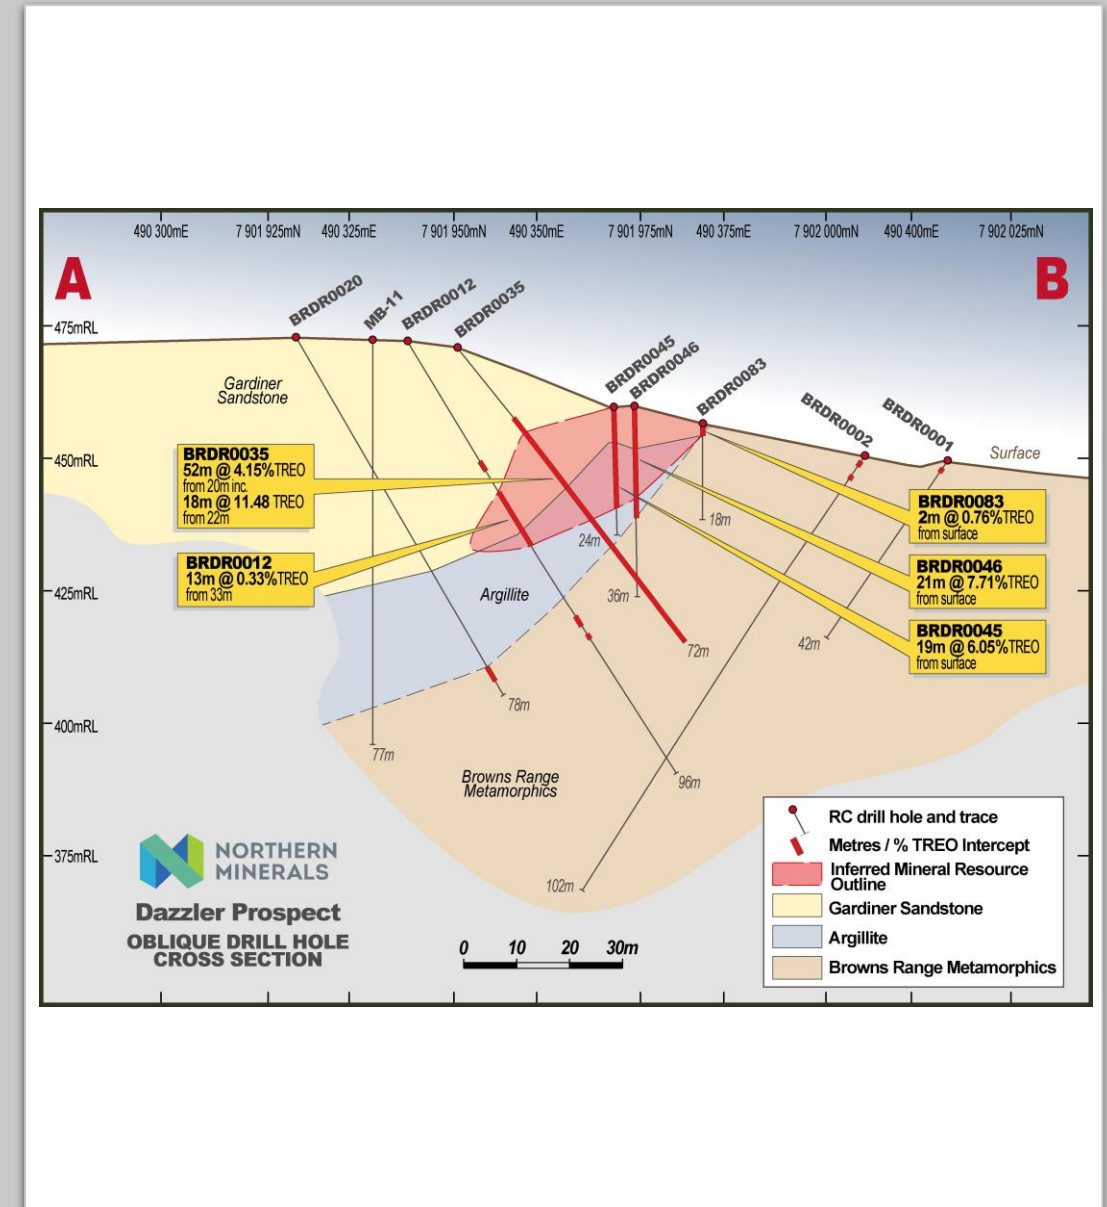 490 300mE
7 901 925mN
490 325mE
7 901 950mN
490 350mE
7 901 975mN
490 375mE
7 902 000mN
490 400mE
7 902 025mN
A
B
BRDR0020
MB-11
BRDR0012
BRDR0035
BRDR0045
BRDR0046
BRDR0083
BRDR0002
BRDR0001
475mRL
450mRL
425mRL
400mRL
375mRL
Gardiner
Sandstone
Surface
BRDR0035
52m @ 4.15%TREO
from 20m inc.
18m @ 11.48 TREO
from 22m
BRDR0012
13m @ 0.33%TREO
from 33m
BRDR0083
2m @ 0.76%TREO
from surface
BRDR0046
21m @ 7.71%TREO
from surface
BRDR0045
19m @ 6.05%TREO
from surface
18m
24m
36m
42m
72m
78m
77m
96m
102m
Argillite
Browns Range
Metamorphics
NORTHERN
MINERALS
Dazzler Prospect
OBLIQUE DRILL HOLE
CROSS SECTION
0 10 20 30m
RC drill hole and trace
Metres / % TREO Intercept
Inferred Mineral Resource
Outline
Gardiner Sandstone
Argillite
Browns Range Metamorphics